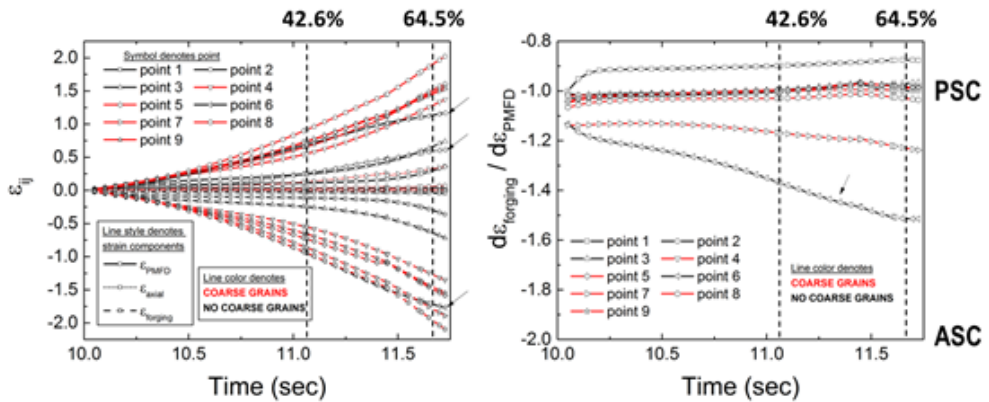 42.6% 64.5%
2.0
1.5
1.0
0.5
0.0
-0.5
-1.0
-1.5
-2.0
εij
Symbol denotes point
point 1 point 2
point 3 point 4
point 5 point 6
point 7 point 8
point 9
Line style denotes
strain components
εPMFD
εaxial
εforging
Line color denotes
COARSE GRAINS
NO COARSE GRAINS
10.0 10.5 11.0 11.5
Time (sec)
42.6% 64.5%
-0.8
-1.0
-1.2
-1.4
-1.6
-1.8
-2.0
dεforging / dεPMFD
PSC
ASC
point 1 point 2
point 3 point 4
point 5 point 6
point 7 point 8
point 9
Line color denotes
COARSE GRAINS
NO COARSE GRAINS
10.0 10.5 11.0 11.5
Time (sec)